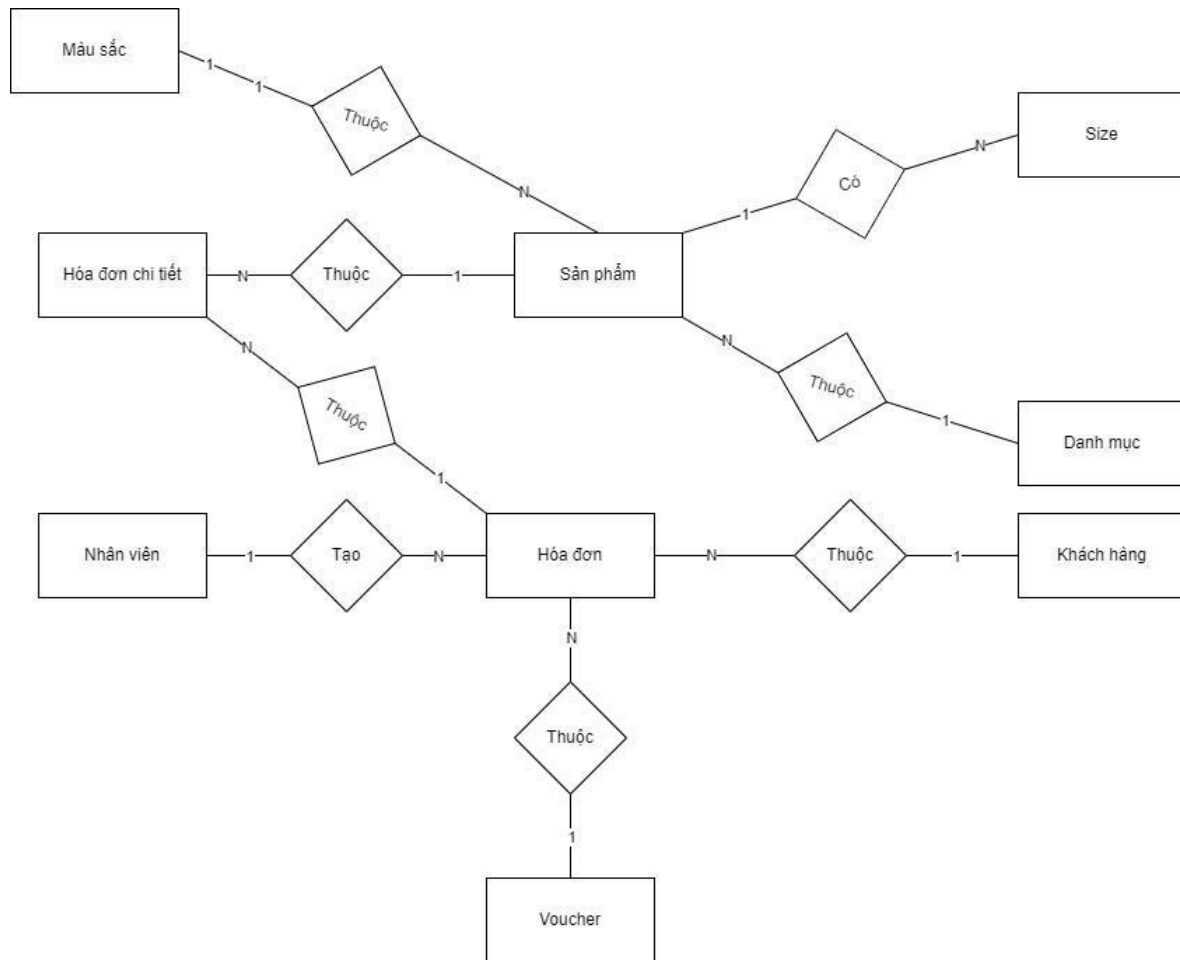 Màu sắc
1
1
Thuộc
N
Size
N
Có
1
Hóa đơn chi tiết
N
Thuộc
1
Sản phẩm
N
Thuộc
1
Danh mục
N
Thuộc
1
Nhân viên
1
Tạo
N
Hóa đơn
N
Thuộc
1
Khách hàng
N
Thuộc
1
Voucher